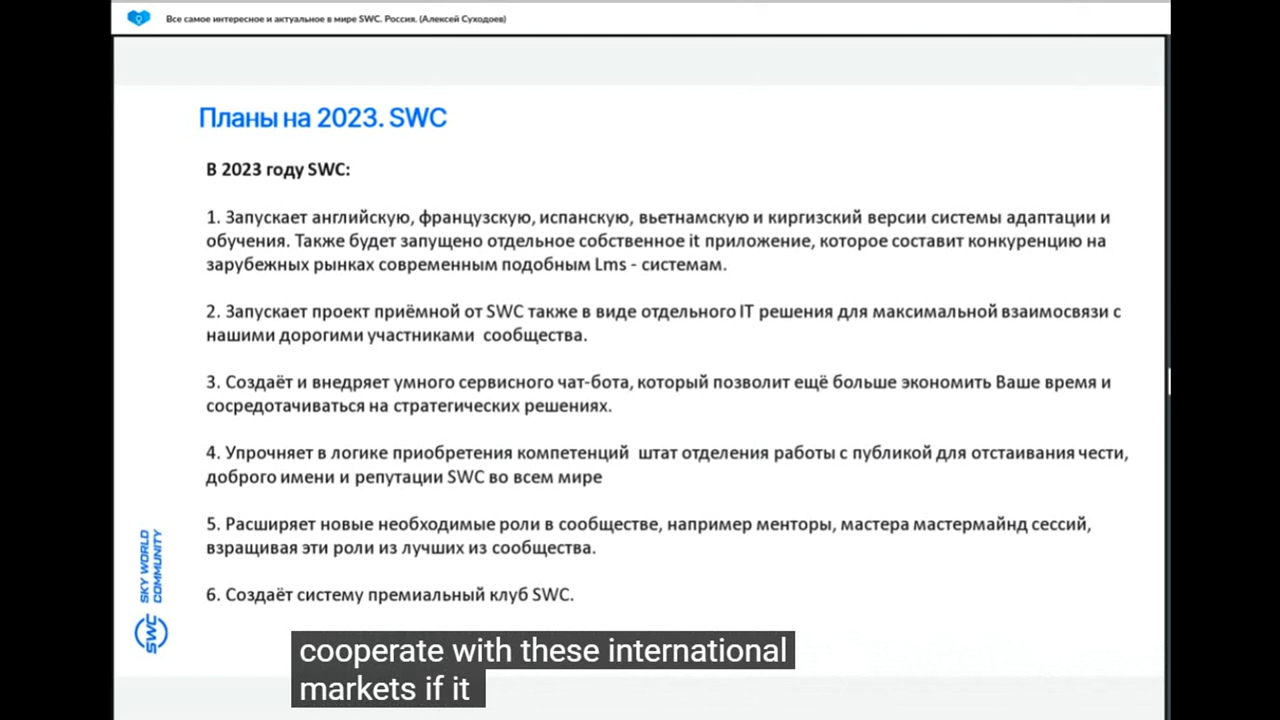 Все самое интересное и актуальное в мире SWC. Россия. (Алексей Суходоев)
Планы на 2023. SWC
В 2023 году SWC:
1. Запускает английскую, французскую, испанскую, вьетнамскую и киргизский версии системы адаптации и
обучения. Также будет запущено отдельное собственное it приложение, которое составит конкуренцию на
зарубежных рынках современным подобным Lms - системам.
2. Запускает проект приёмной от SWC также в виде отдельного IT решения для максимальной взаимосвязи с
нашими дорогими участниками сообщества.
3. Создаёт и внедряет умного сервисного чат-бота, который позволит ещё больше экономить Ваше время и
сосредотачиваться на стратегических решениях.
4. Упрочняет в логике приобретения компетенций штат отделения работы с публикой для отстаивания чести,
доброго имени и репутации SWC во всем мире
5. Расширяет новые необходимые роли в сообществе, например менторы, мастера мастермайнд сессий,
взращивая эти роли из лучших из сообщества.
6. Создаёт систему премиальный клуб SWC.
SKY WORLD
COMMUNITY
SWC
cooperate with these international
markets if it